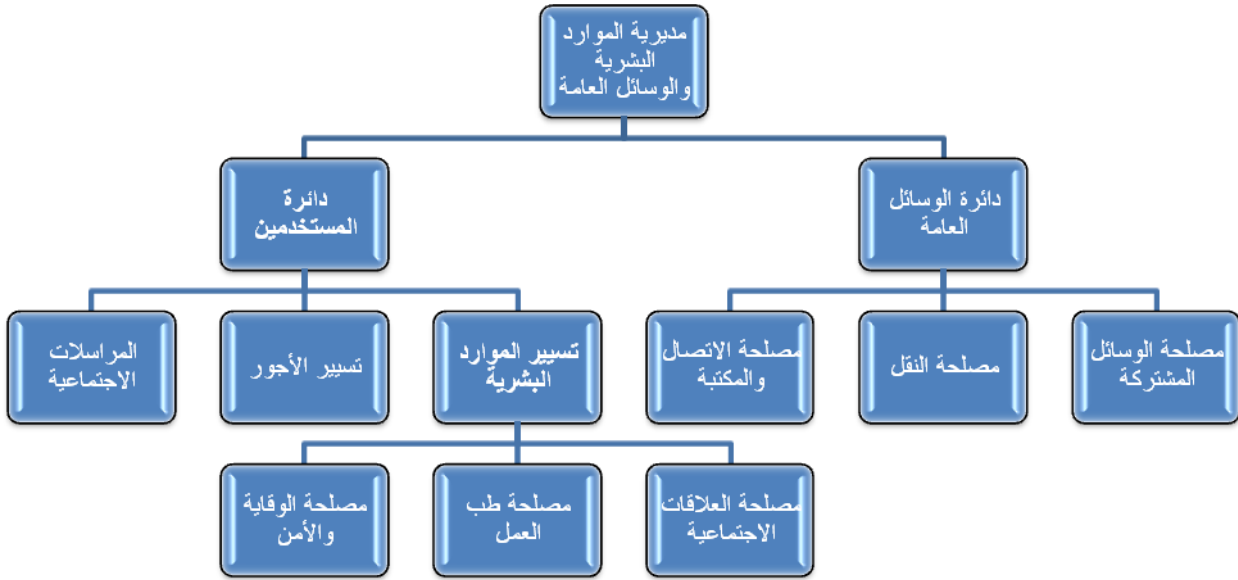 مديرية الموارد
البشرية
والوسائل العامة
دائرة الوسائل
العامة
دائرة
المستخدمين
مصلحة الوسائل
المشتركة
مصلحة النقل
مصلحة الاتصال
والمكتبة
تسيير الموارد
البشرية
تسيير الأجور
المراسلات
الاجتماعية
مصلحة العلاقات
الاجتماعية
مصلحة طب
العمل
مصلحة الوقاية
والأمن